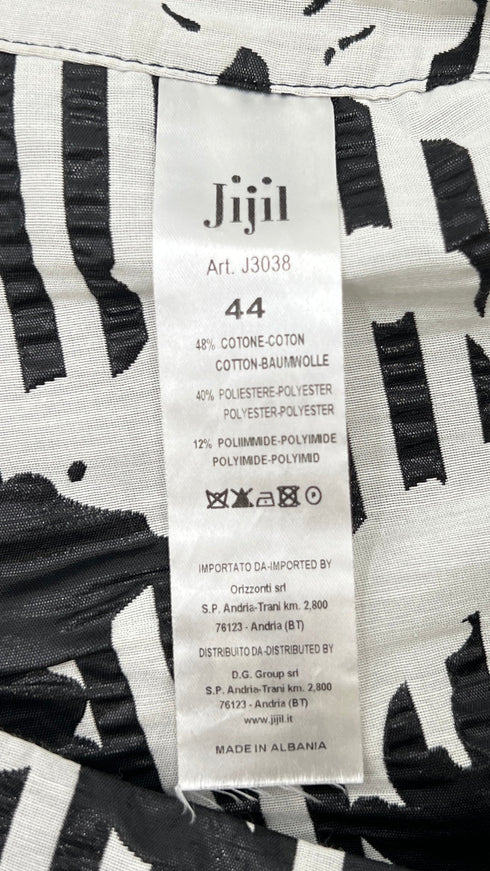 Jijil
Art. J3038
44
48% COTONE-COTON
COTTON-BAUMWOLLE
40% POLIESTERE-POLYESTER
POLYESTER-POLYESTER
12% POLIIMMIDE-POLYIMIDE
POLYIMIDE-POLYIMID
IMPORTATO DA-IMPORTED BY
Orizzonti srl
S.P. Andria-Trani km. 2,800
76123 - Andria (BT)
DISTRIBUITO DA-DISTRIBUTED BY
D.G. Group srl
S.P. Andria-Trani km. 2,800
76123 - Andria (BT)
www.jijil.it
MADE IN ALBANIA